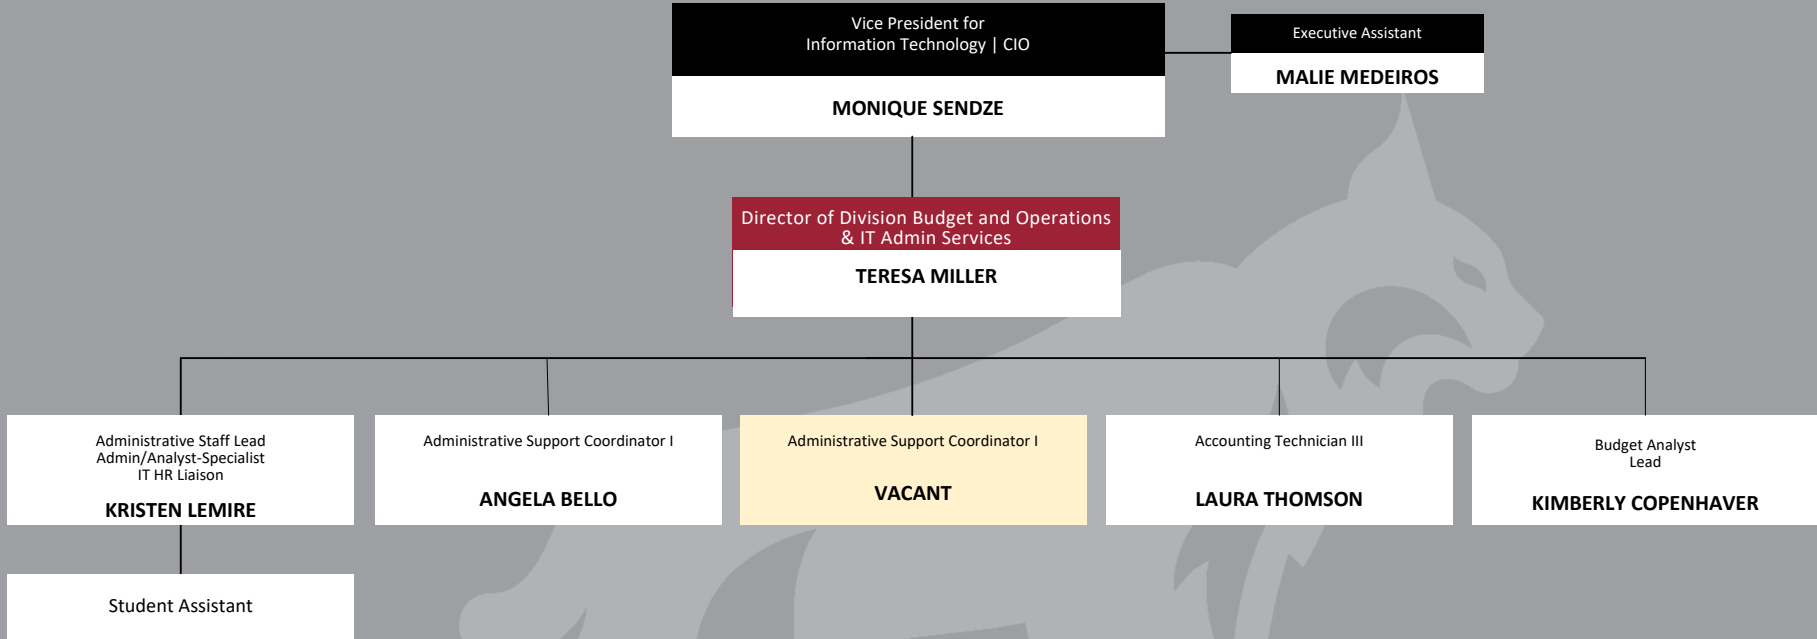 Vice President for
Information Technology | CIO
MONIQUE SENDZE
Executive Assistant
MALIE MEDEIROS
Director of Division Budget and Operations
& IT Admin Services
TERESA MILLER
Administrative Staff Lead
Admin/Analyst-Specialist
IT HR Liaison
KRISTEN LEMIRE
Administrative Support Coordinator I
ANGELA BELLO
Administrative Support Coordinator I
VACANT
Accounting Technician III
LAURA THOMSON
Budget Analyst
Lead
KIMBERLY COPENHAVER
Student Assistant